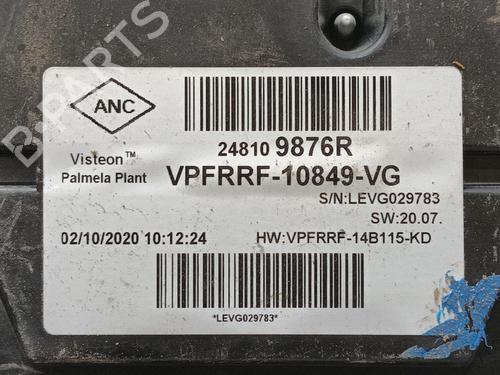 ANC
24810 9876R
Visteon™
Palmela Plant
VPFRRF-10849-VG
S/N:LEVG029783
SW:20.07.
02/10/2020 10:12:24
HW:VPFRRF-14B115-KD
*LEVG029783*
B-PARTS